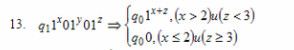 13. q₁1ˣ01ʸ01ᶻ ⇒ {q₀1ˣ⁺ᶻ, (x > 2)и(z < 3)
q₀0, (x ≤ 2)и(z ≥ 3)